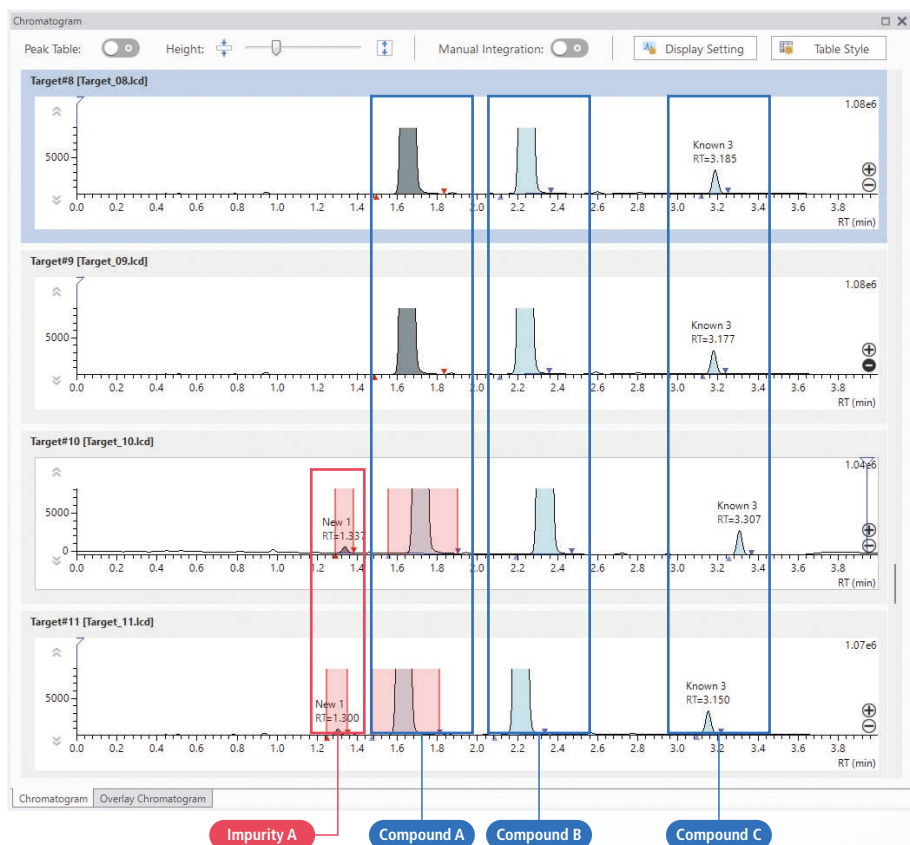 Chromatogram
Peak Table: Height: Manual Integration: Display Setting Table Style
Target#8 [Target_08.lcd]
1.08e6
Known 3
RT=3.185
5000
0.0 0.2 0.4 0.6 0.8 1.0 1.2 1.4 1.6 1.8 2.0 2.2 2.4 2.6 2.8 3.0 3.2 3.4 3.6 3.8
RT (min)
Target#9 [Target_09.lcd]
1.08e6
Known 3
RT=3.177
5000
0.0 0.2 0.4 0.6 0.8 1.0 1.2 1.4 1.6 1.8 2.0 2.2 2.4 2.6 2.8 3.0 3.2 3.4 3.6 3.8
RT (min)
Target#10 [Target_10.lcd]
1.04e6
Known 3
RT=3.307
5000
New 1
RT=1.337
0
0.0 0.2 0.4 0.6 0.8 1.0 1.2 1.4 1.6 1.8 2.0 2.2 2.4 2.6 2.8 3.0 3.2 3.4 3.6 3.8
RT (min)
Target#11 [Target_11.lcd]
1.07e6
Known 3
RT=3.150
5000
New 1
RT=1.300
0.0 0.2 0.4 0.6 0.8 1.0 1.2 1.4 1.6 1.8 2.0 2.2 2.4 2.6 2.8 3.0 3.2 3.4 3.6 3.8
RT (min)
Chromatogram Overlay Chromatogram
Impurity A Compound A Compound B Compound C